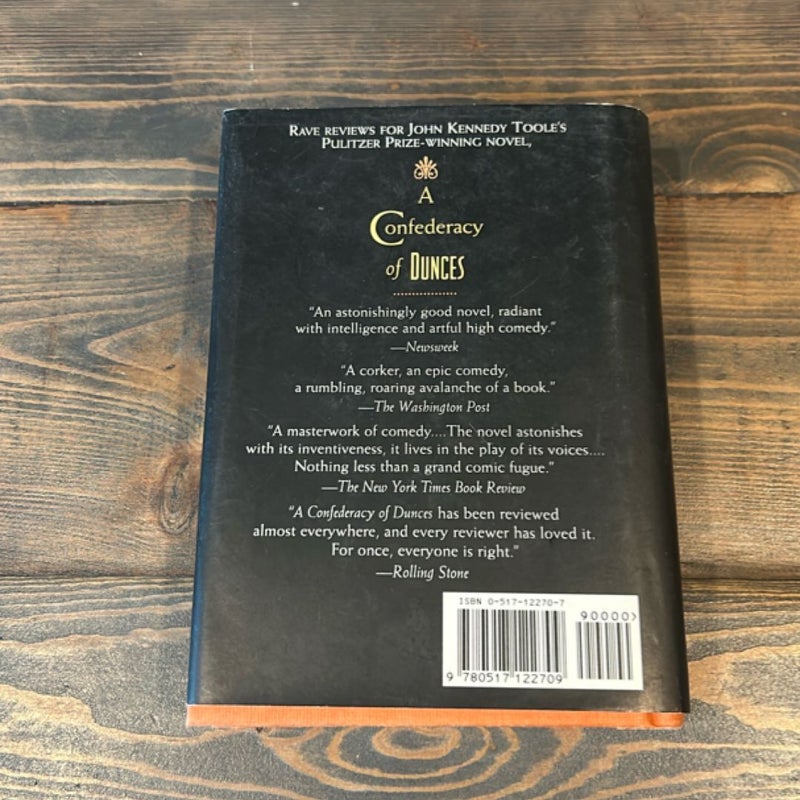 RAVE REVIEWS FOR JOHN KENNEDY TOOLE'S
PULITZER PRIZE-WINNING NOVEL,
A
Confederacy
of DUNCES
"An astonishingly good novel, radiant
with intelligence and artful high comedy."
—Newsweek
"A corker, an epic comedy,
a rumbling, roaring avalanche of a book."
—The Washington Post
"A masterwork of comedy....The novel astonishes
with its inventiveness, it lives in the play of its voices....
Nothing less than a grand comic fugue."
—The New York Times Book Review
"A Confederacy of Dunces has been reviewed
almost everywhere, and every reviewer has loved it.
For once, everyone is right."
—Rolling Stone
ISBN 0-517-12270-7
90000>
9 780517 122709